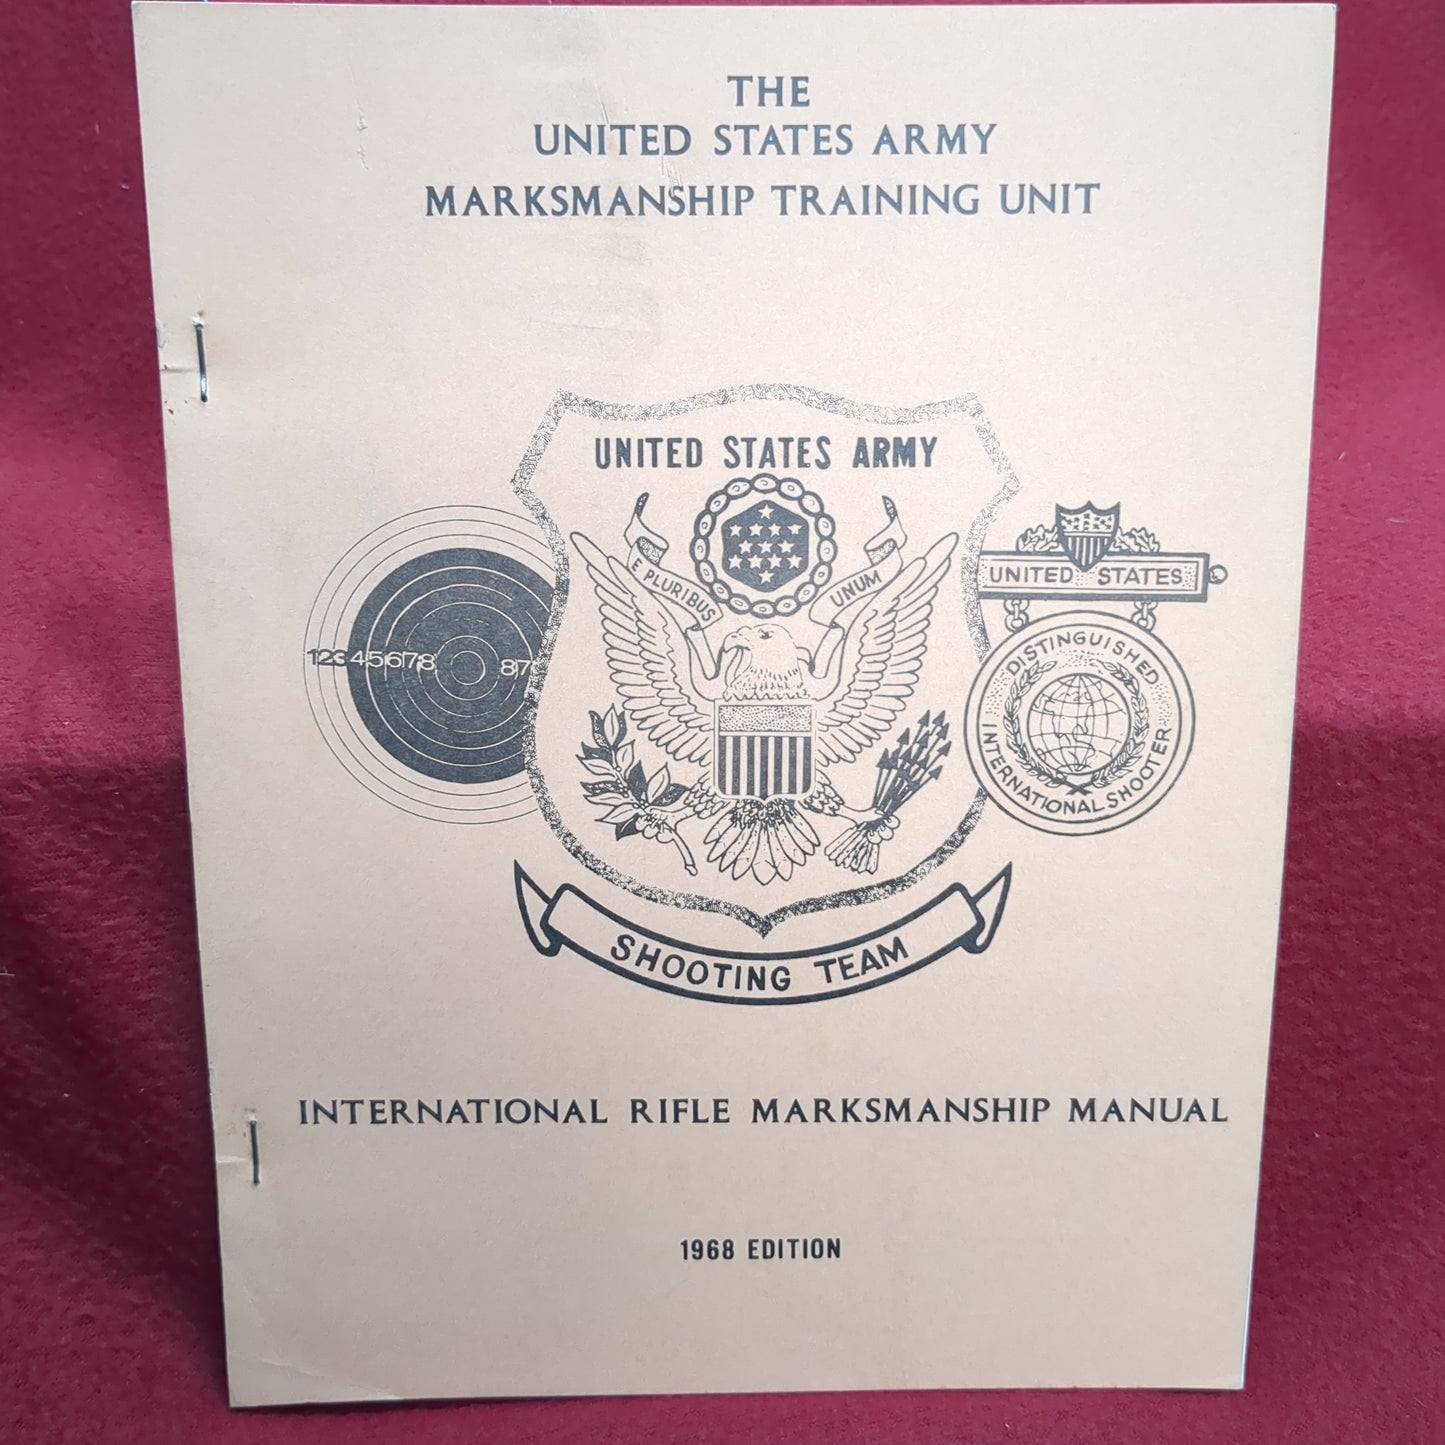 THE
UNITED STATES ARMY
MARKSMANSHIP TRAINING UNIT
UNITED STATES ARMY
E PLURIBUS UNUM
12345678 87
UNITED STATES
DISTINGUISHED
INTERNATIONAL SHOOTER
SHOOTING TEAM
INTERNATIONAL RIFLE MARKSMANSHIP MANUAL
1968 EDITION